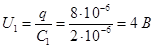 U₁ = q/C₁ = 8·10⁻⁶/2·10⁻⁶ = 4 В